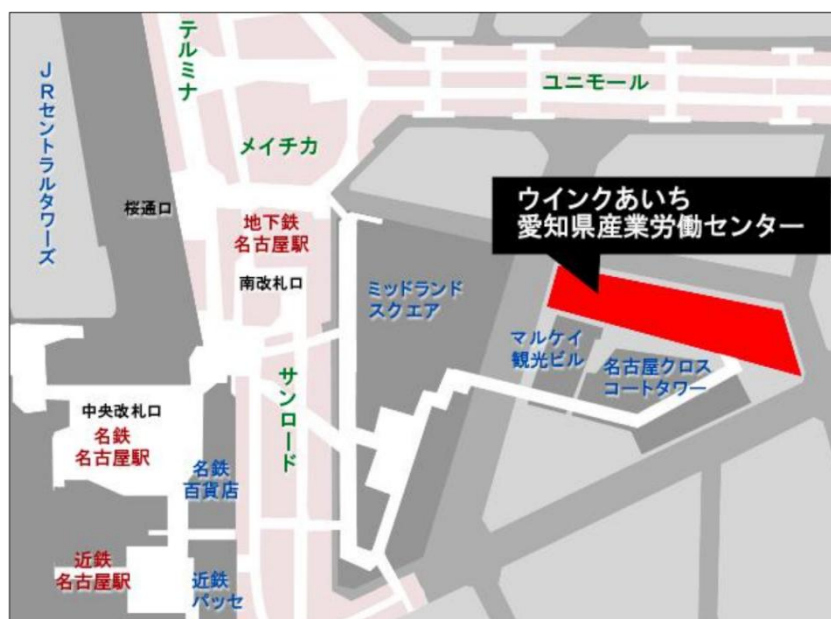 JRセントラルタワーズ
テルミナ
ユニモール
メイチカ
ウインクあいち
愛知県産業労働センター
桜通口
地下鉄
名古屋駅
南改札口
ミッドランド
スクエア
マルケイ
観光ビル
名古屋クロス
コートタワー
サンロード
中央改札口
名鉄
名古屋駅
名鉄
百貨店
近鉄
名古屋駅
近鉄
パッセ